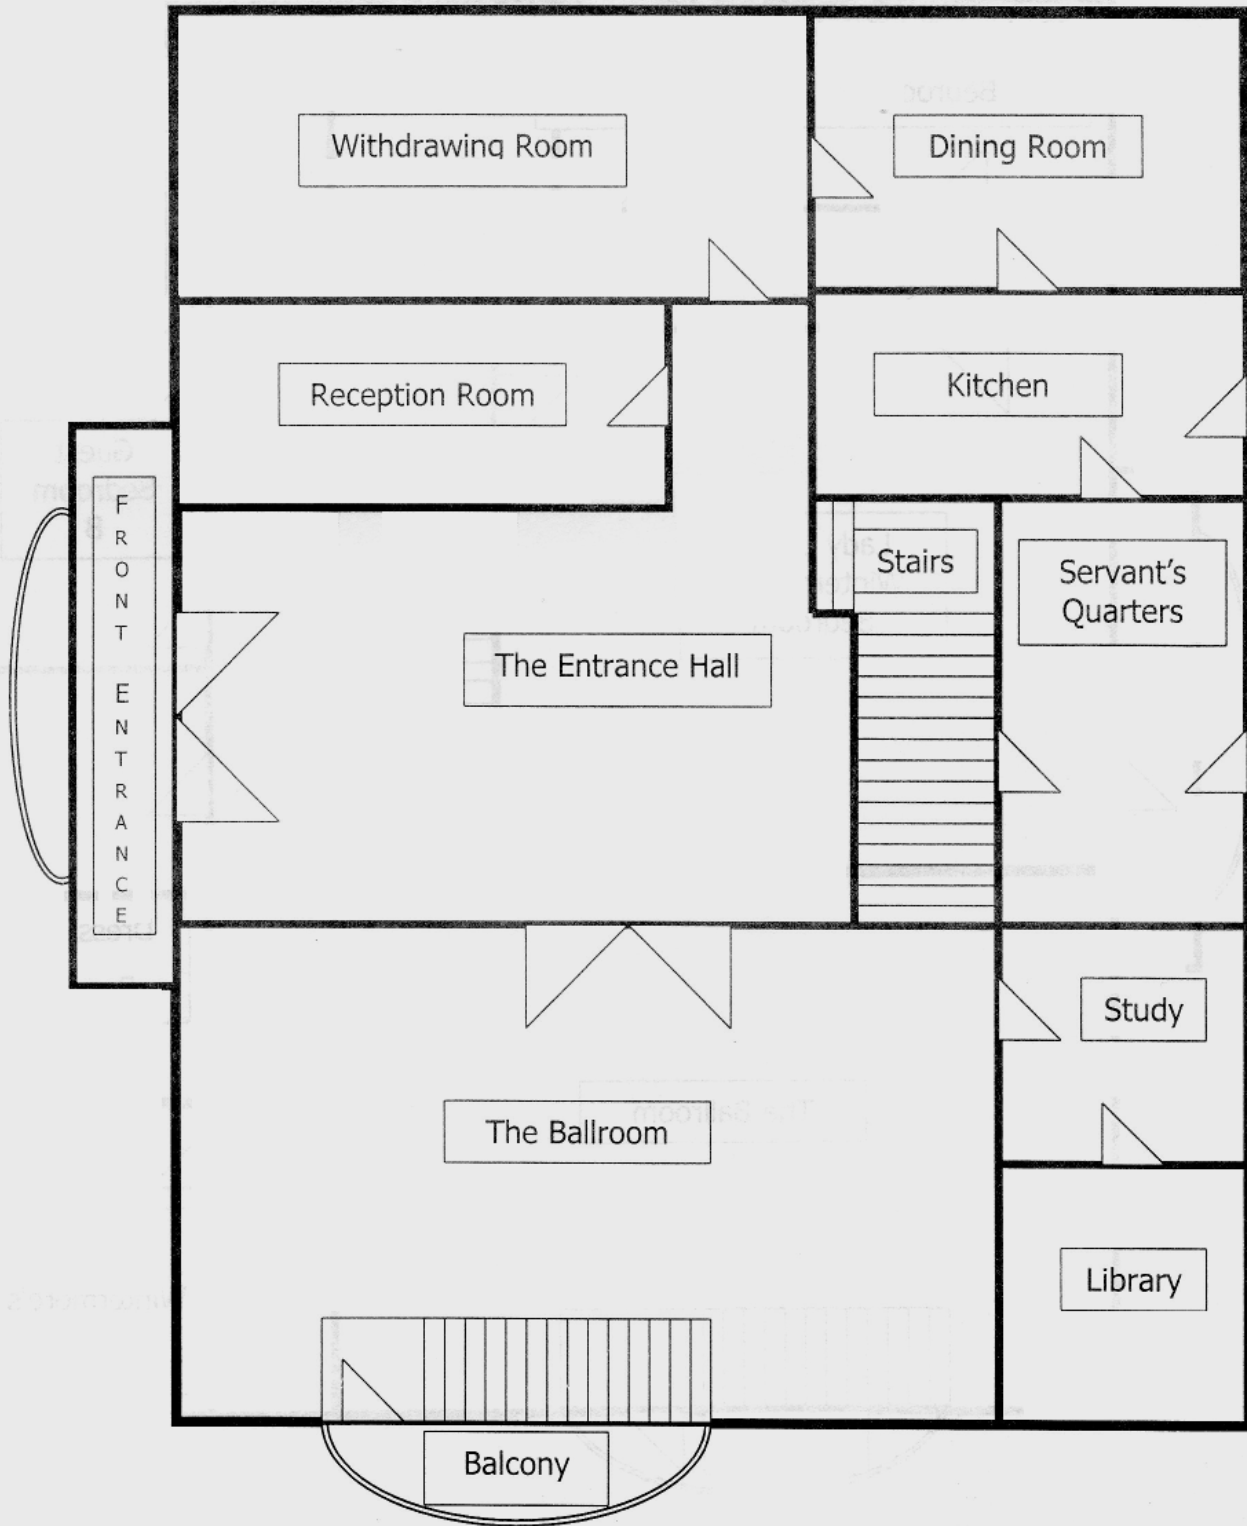 Withdrawing Room
Dining Room
Reception Room
Kitchen
FRONT ENTRANCE
Stairs
Servant's
Quarters
The Entrance Hall
Study
The Ballroom
Library
Balcony